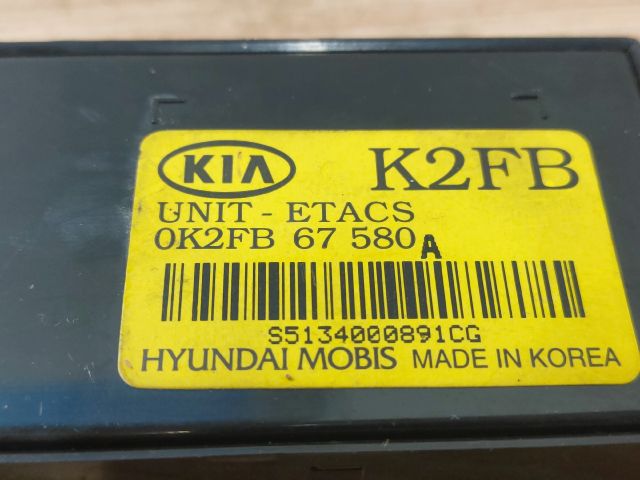 KIA K2FB
UNIT - ETACS
0K2FB 67 580 A
S5134000891CG
HYUNDAI MOBIS MADE IN KOREA